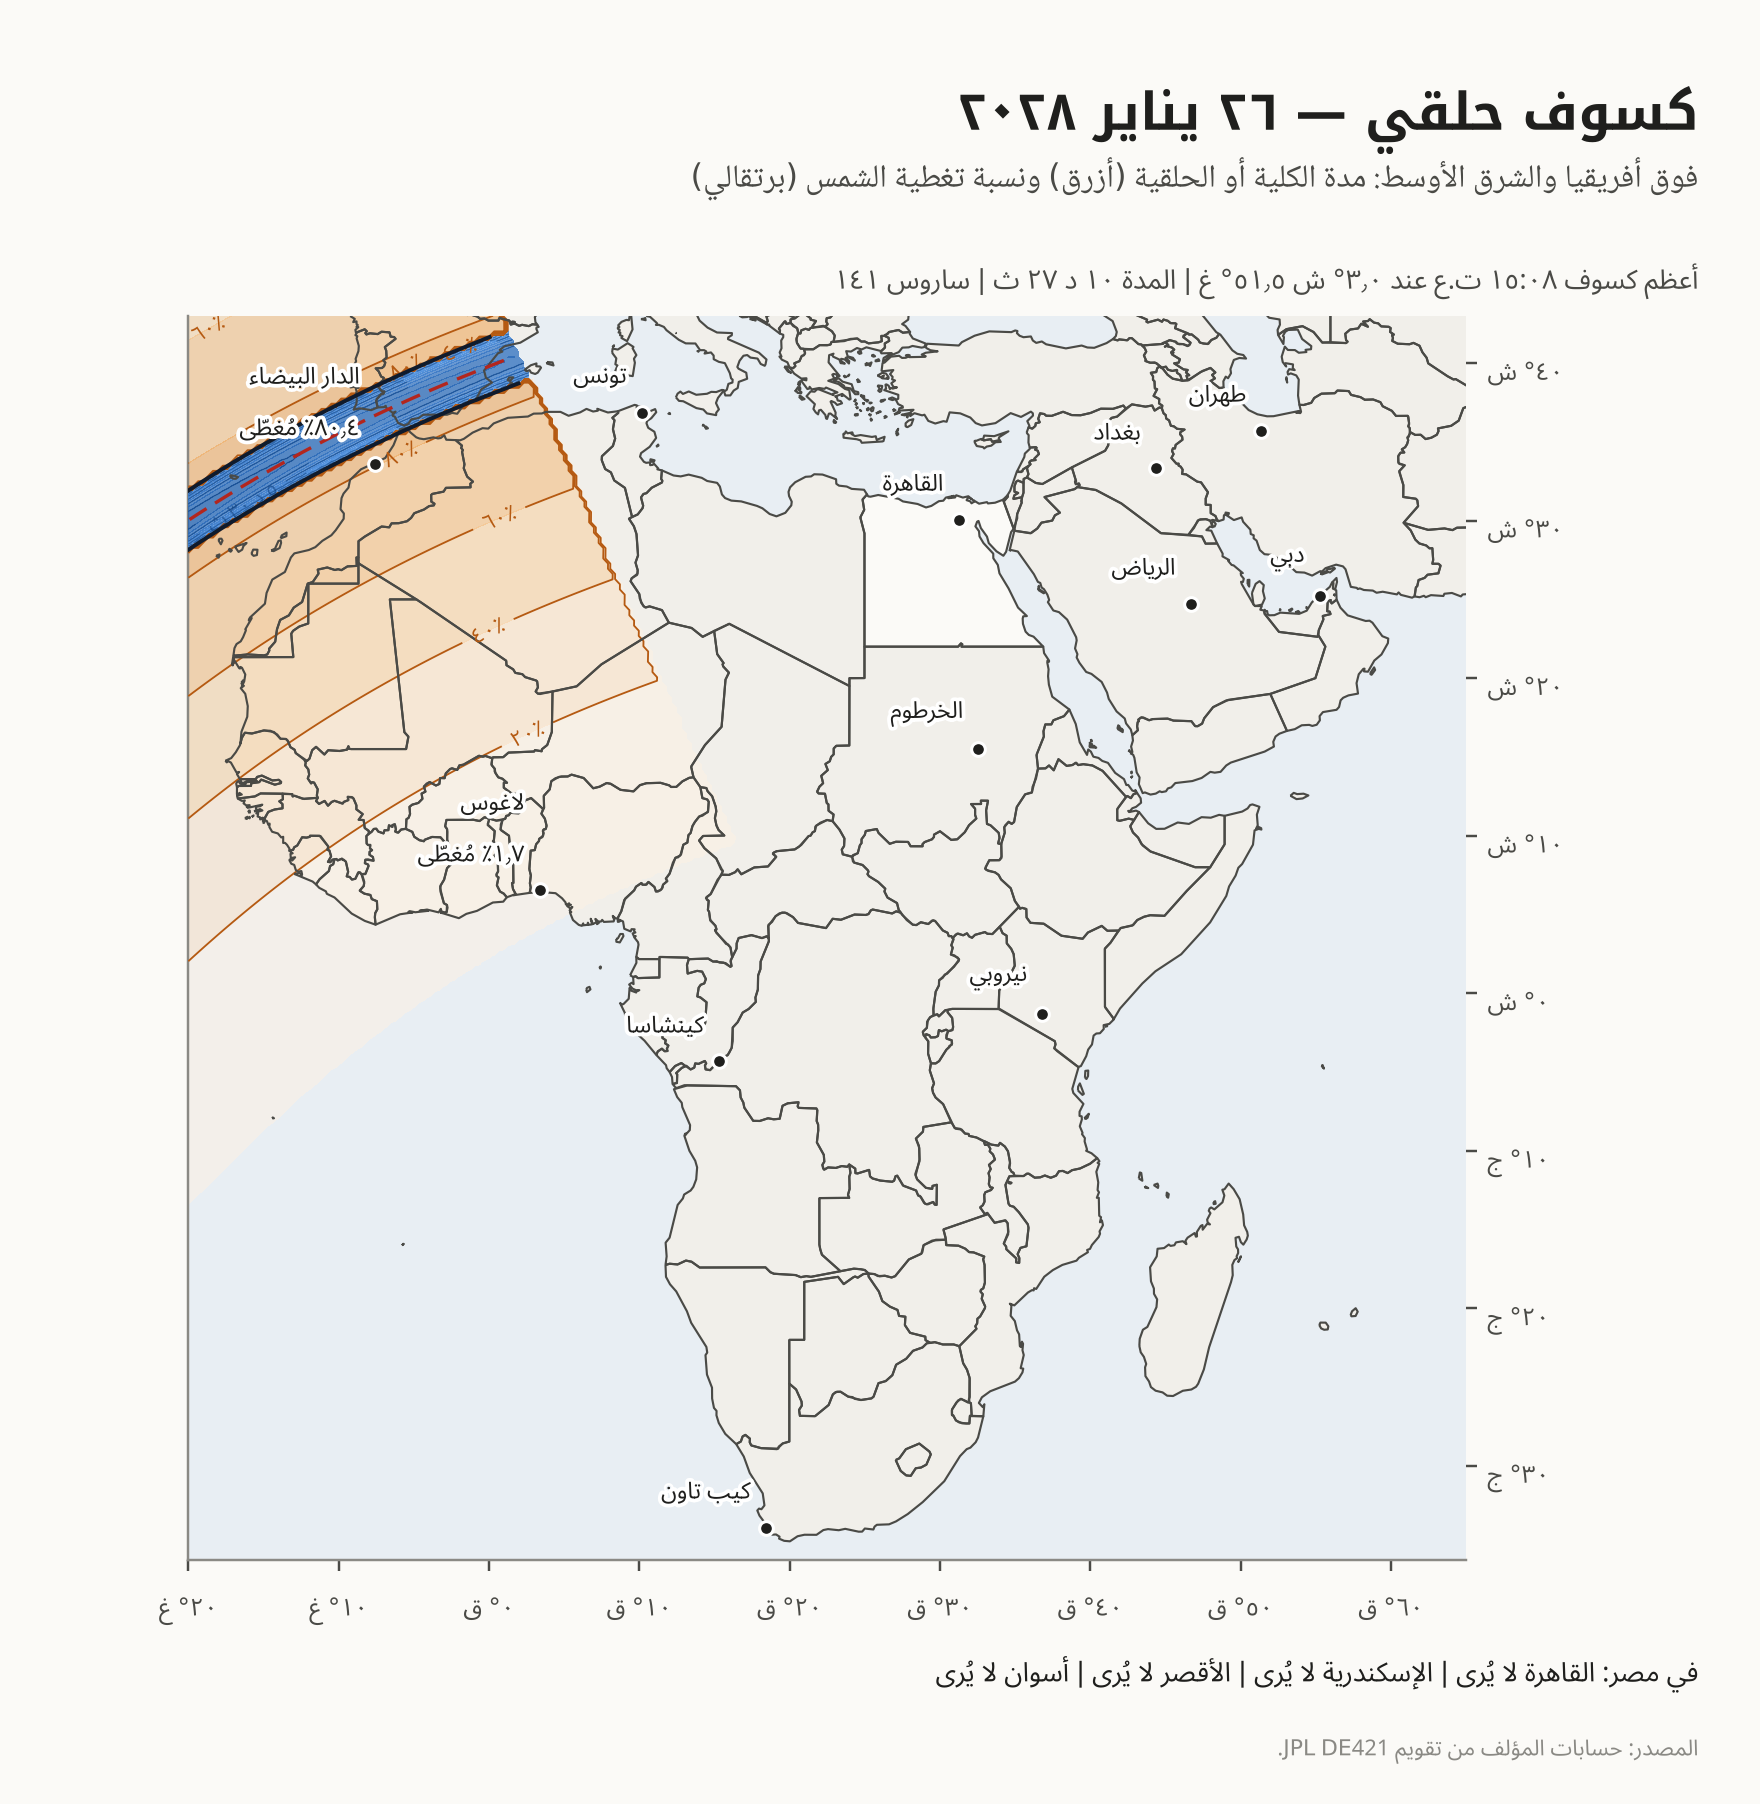 كسوف حلقي — ٢٦ يناير ٢٠٢٨
فوق أفريقيا والشرق الأوسط: مدة الكلية أو الحلقية (أزرق) ونسبة تغطية الشمس (برتقالي)
أعظم كسوف ١٥:٠٨ ت.ع عند ٣٫٠° ش ٥١٫٥° غ | المدة ١٠ د ٢٧ ث | ساروس ١٤١
٦٠٪
الدار البيضاء
٨٠٫٤٪ مُغطّى
٨٠٪
تونس
طهران
بغداد
القاهرة
دبي
الرياض
٦٠٪
٤٠٪
٢٠٪
الخرطوم
لاغوس
١٫٧٪ مُغطّى
نيروبي
كينشاسا
كيب تاون
٤٠° ش
٣٠° ش
٢٠° ش
١٠° ش
٠° ش
١٠° ج
٢٠° ج
٣٠° ج
٢٠° غ
١٠° غ
٠° ق
١٠° ق
٢٠° ق
٣٠° ق
٤٠° ق
٥٠° ق
٦٠° ق
في مصر: القاهرة لا يُرى | الإسكندرية لا يُرى | الأقصر لا يُرى | أسوان لا يُرى
المصدر: حسابات المؤلف من تقويم JPL DE421.